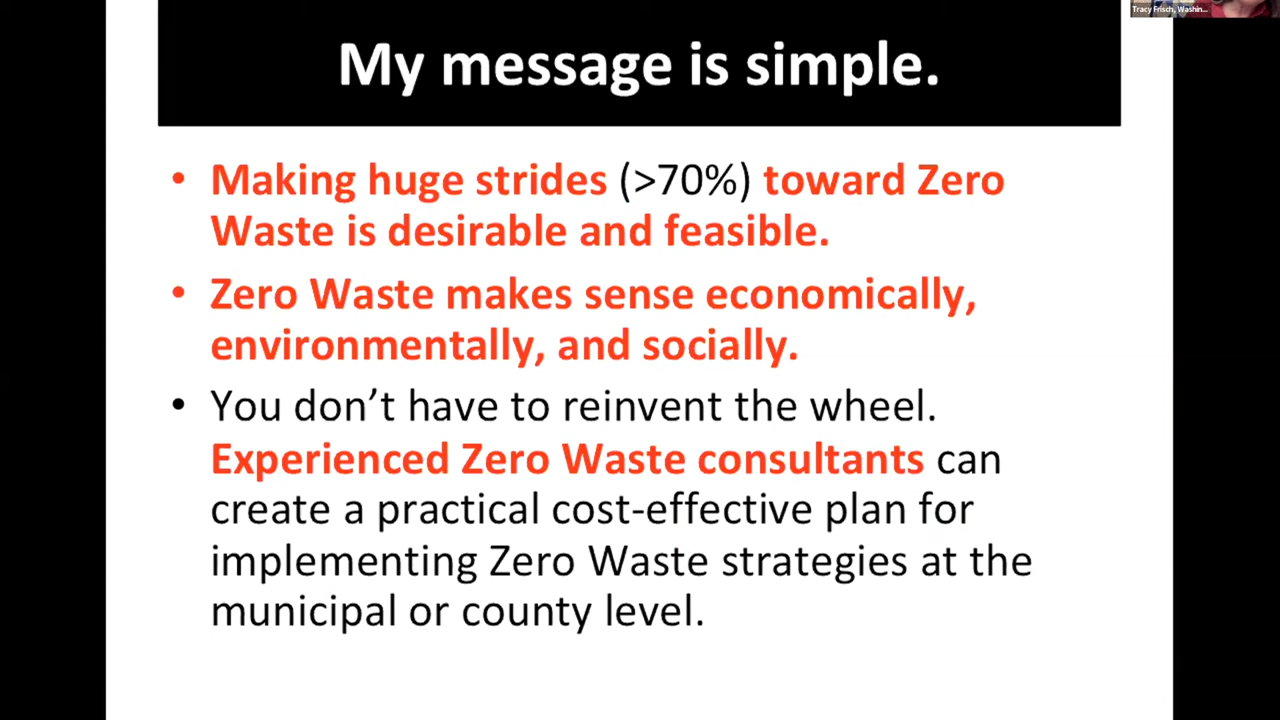 Tracy Frisch, Washin...
My message is simple.
• Making huge strides (>70%) toward Zero
Waste is desirable and feasible.
• Zero Waste makes sense economically,
environmentally, and socially.
• You don’t have to reinvent the wheel.
Experienced Zero Waste consultants can
create a practical cost-effective plan for
implementing Zero Waste strategies at the
municipal or county level.